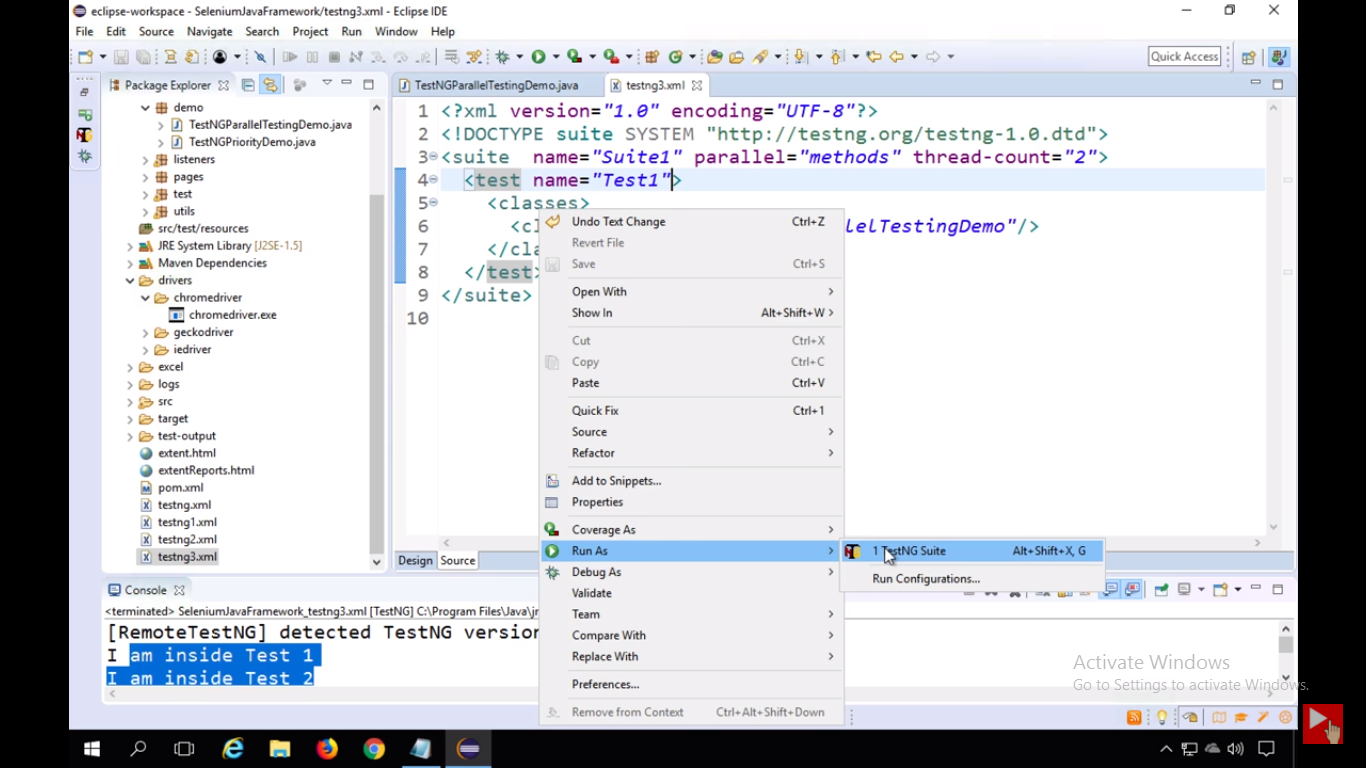 eclipse-workspace - SeleniumJavaFramework/testng3.xml - Eclipse IDE
File Edit Source Navigate Search Project Run Window Help
Quick Access
Package Explorer
TestNGParallelTestingDemo.java
testng3.xml
demo
TestNGParallelTestingDemo.java
TestNGPriorityDemo.java
listeners
pages
test
utils
src/test/resources
JRE System Library [J2SE-1.5]
Maven Dependencies
drivers
chromedriver
chromedriver.exe
geckodriver
iedriver
excel
logs
src
target
test-output
extent.html
extentReports.html
pom.xml
testng.xml
testng1.xml
testng2.xml
testng3.xml
1 <?xml version="1.0" encoding="UTF-8"?>
2 <!DOCTYPE suite SYSTEM "http://testng.org/testng-1.0.dtd">
3 <suite name="Suite1" parallel="methods" thread-count="2">
4 <test name="Test1">
5 <classes>
6 <cl lelTestingDemo"/>
7 </cla
8 </test>
9 </suite>
10
Undo Text Change Ctrl+Z
Revert File
Save Ctrl+S
Open With
Show In Alt+Shift+W
Cut Ctrl+X
Copy Ctrl+C
Paste Ctrl+V
Quick Fix Ctrl+1
Source
Refactor
Add to Snippets...
Properties
Coverage As
Run As
Debug As
Validate
Team
Compare With
Replace With
Preferences...
Remove from Context Ctrl+Alt+Shift+Down
1 TestNG Suite Alt+Shift+X, G
Run Configurations...
Design Source
Console
<terminated> SeleniumJavaFramework_testng3.xml [TestNG] C:\Program Files\Java\jr
[RemoteTestNG] detected TestNG version
I am inside Test 1
I am inside Test 2
Activate Windows
Go to Settings to activate Windows.